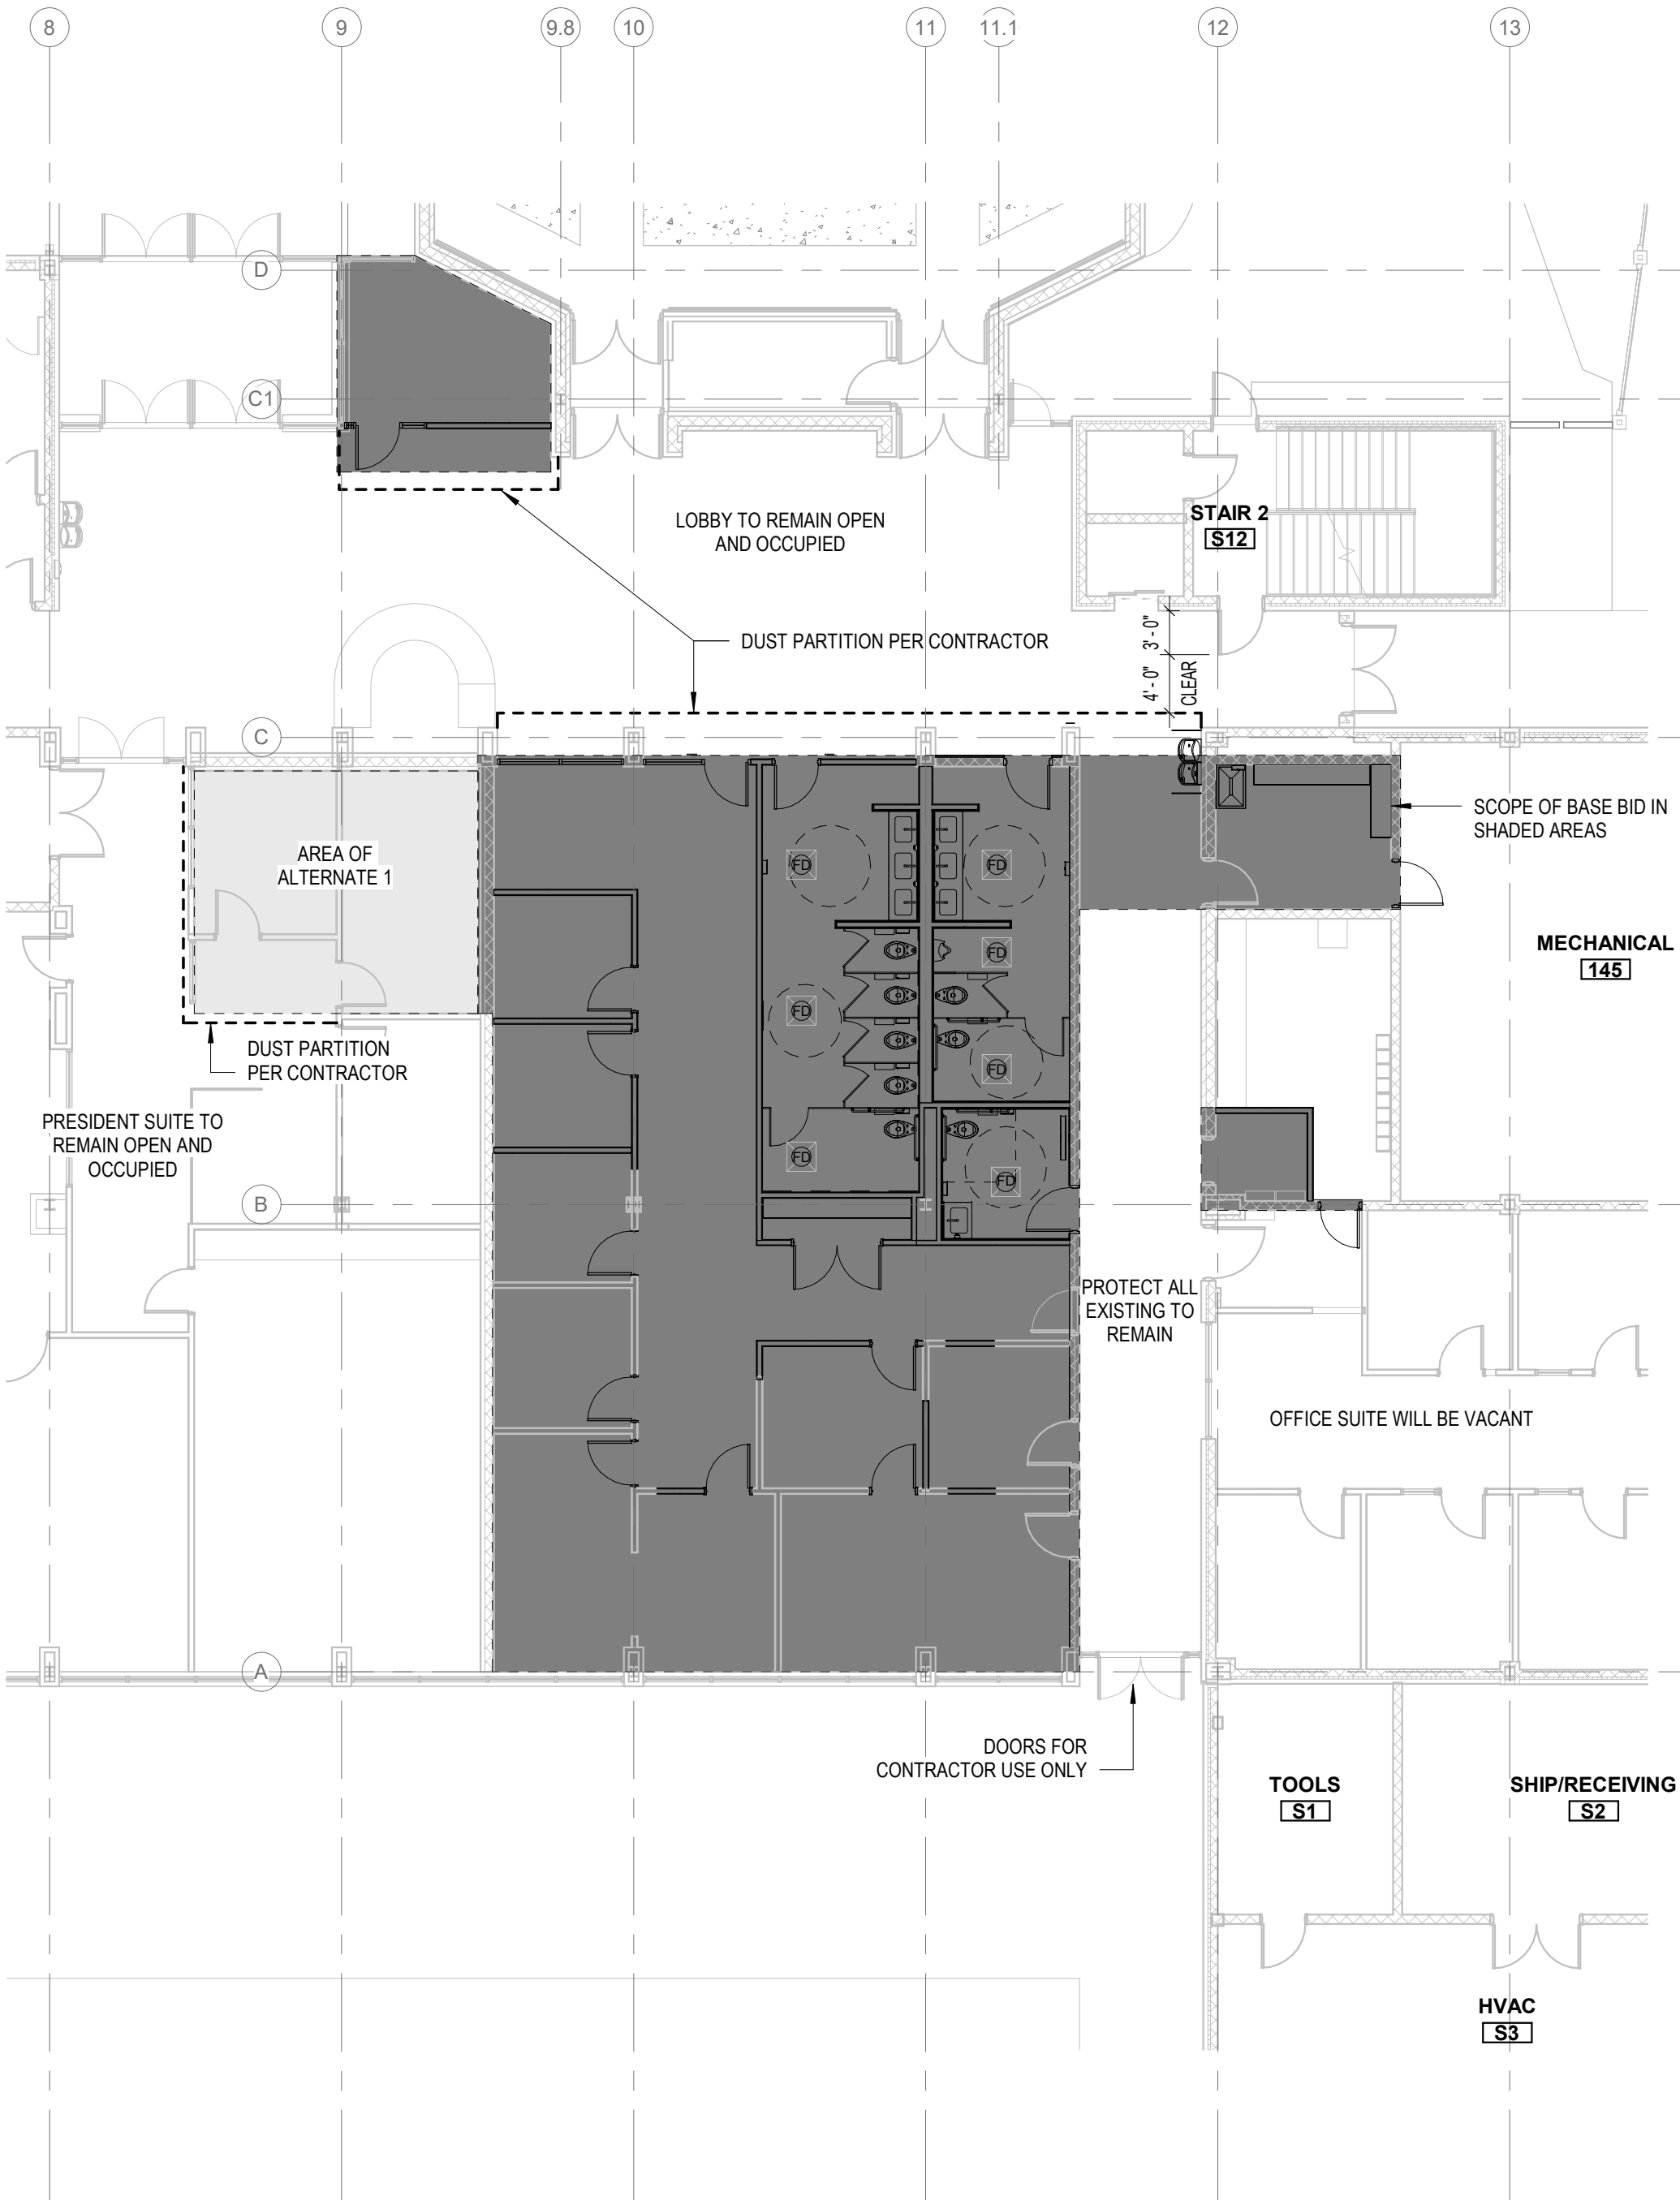 8
9
9.8
10
11
11.1
12
13
D
C1
LOBBY TO REMAIN OPEN
AND OCCUPIED
STAIR 2
S12
DUST PARTITION PER CONTRACTOR
3' - 0"
4' - 0"
CLEAR
C
SCOPE OF BASE BID IN
SHADED AREAS
AREA OF
ALTERNATE 1
FD
FD
MECHANICAL
145
FD
FD
FD
DUST PARTITION
PER CONTRACTOR
PRESIDENT SUITE TO
REMAIN OPEN AND
OCCUPIED
FD
FD
B
PROTECT ALL
EXISTING TO
REMAIN
OFFICE SUITE WILL BE VACANT
A
DOORS FOR
CONTRACTOR USE ONLY
TOOLS
S1
SHIP/RECEIVING
S2
HVAC
S3